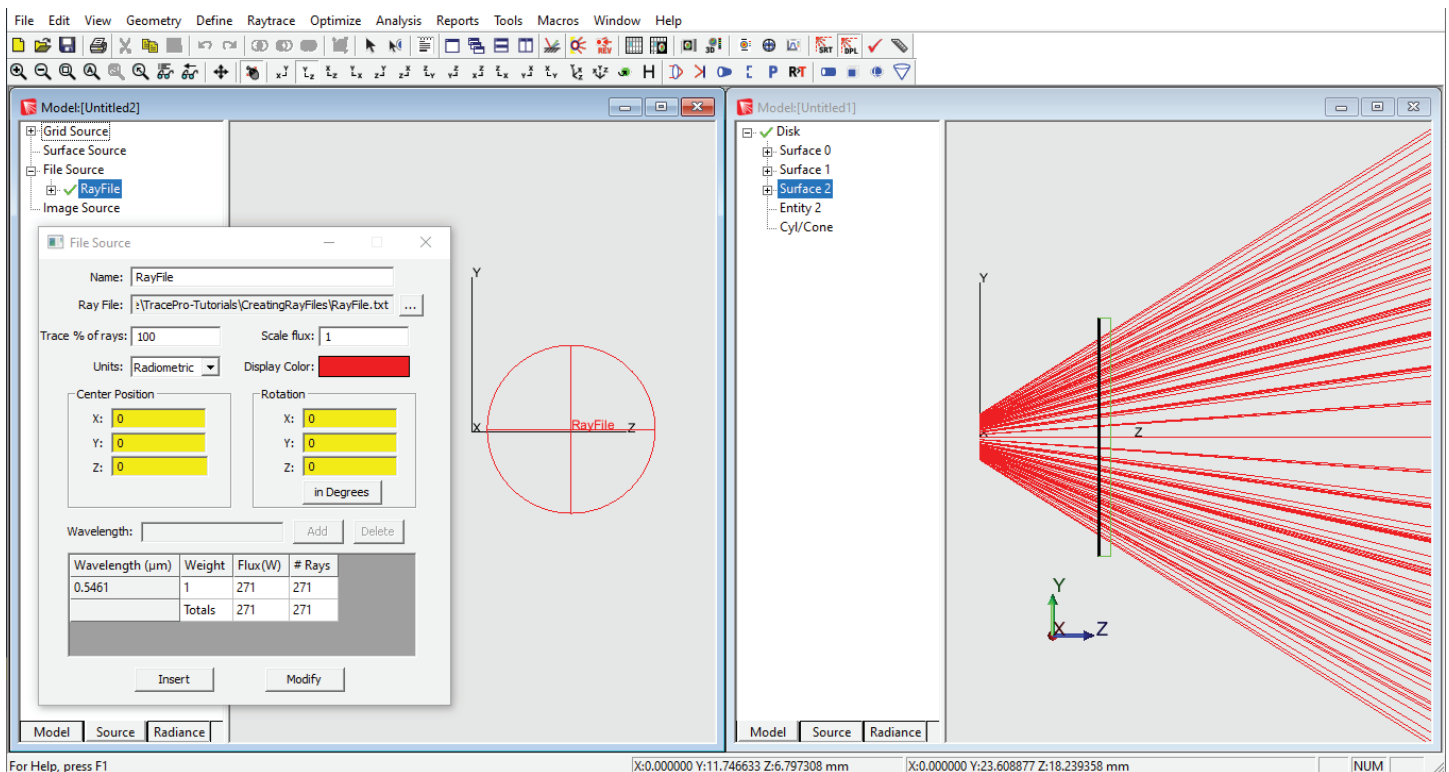 File Edit View Geometry Define Raytrace Optimize Analysis Reports Tools Macros Window Help
Model:[Untitled2]
Grid Source
Surface Source
File Source
RayFile
Image Source
File Source
Name: RayFile
Ray File: :\TracePro-Tutorials\CreatingRayFiles\RayFile.txt ...
Trace % of rays: 100 Scale flux: 1
Units: Radiometric Display Color:
Center Position Rotation
X: 0 X: 0
Y: 0 Y: 0
Z: 0 Z: 0
in Degrees
Wavelength: Add Delete
Wavelength (µm) Weight Flux(W) # Rays
0.5461 1 271 271
Totals 271 271
Insert Modify
Y
X RayFile Z
Model Source Radiance
Model:[Untitled1]
Disk
Surface 0
Surface 1
Surface 2
Entity 2
Cyl/Cone
Y
X Z
Y
X Z
Model Source Radiance
For Help, press F1 X:0.000000 Y:11.746633 Z:6.797308 mm X:0.000000 Y:23.608877 Z:18.239358 mm NUM